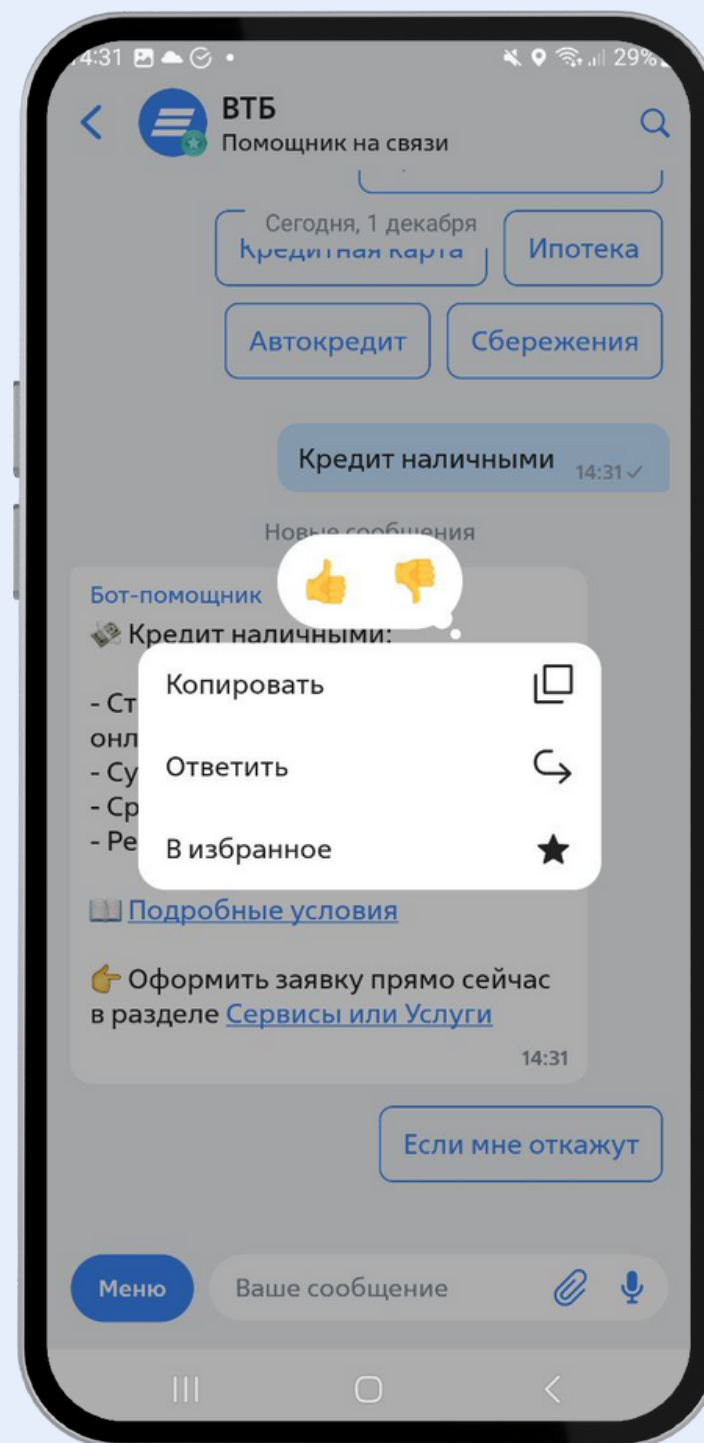 4:31
29%
ВТБ
Помощник на связи
Сегодня, 1 декабря
Кредитная карта
Ипотека
Автокредит
Сбережения
Кредит наличными
14:31
Новые сообщения
Бот-помощник
Кредит наличными:
Копировать
- Ст
онл
Ответить
- Су
- Ср
В избранное
- Ре
Подробные условия
Оформить заявку прямо сейчас
в разделе Сервисы или Услуги
14:31
Если мне откажут
Меню
Ваше сообщение